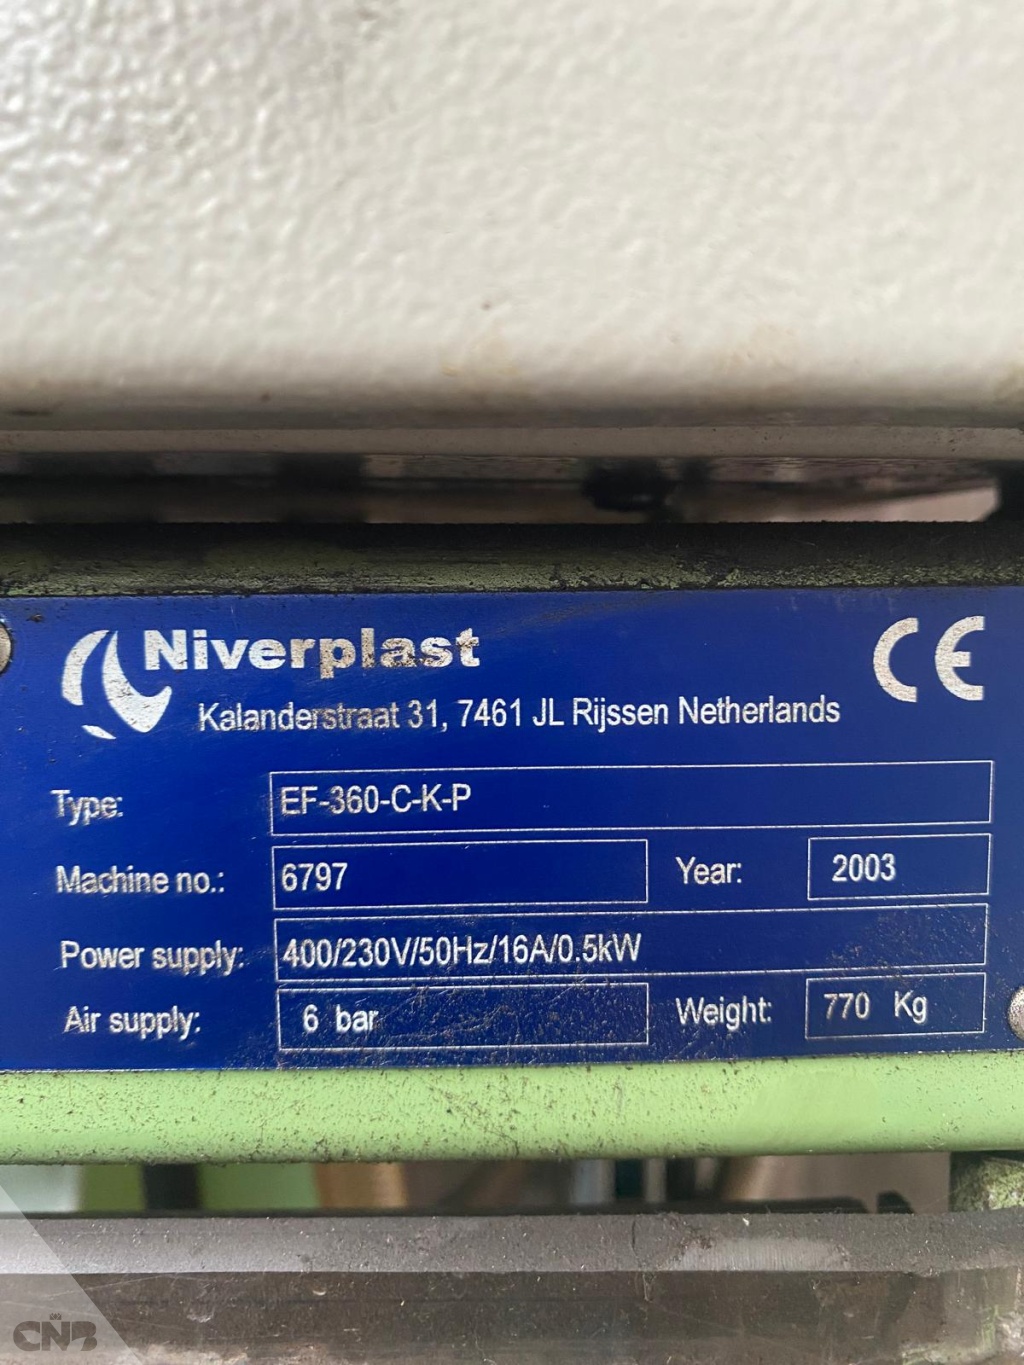 Niverplast
CE
Kalanderstraat 31, 7461 JL Rijssen Netherlands
Type: EF-360-C-K-P
Machine no.: 6797 Year: 2003
Power supply: 400/230V/50Hz/16A/0.5kW
Air supply: 6 bar Weight: 770 Kg
CNB